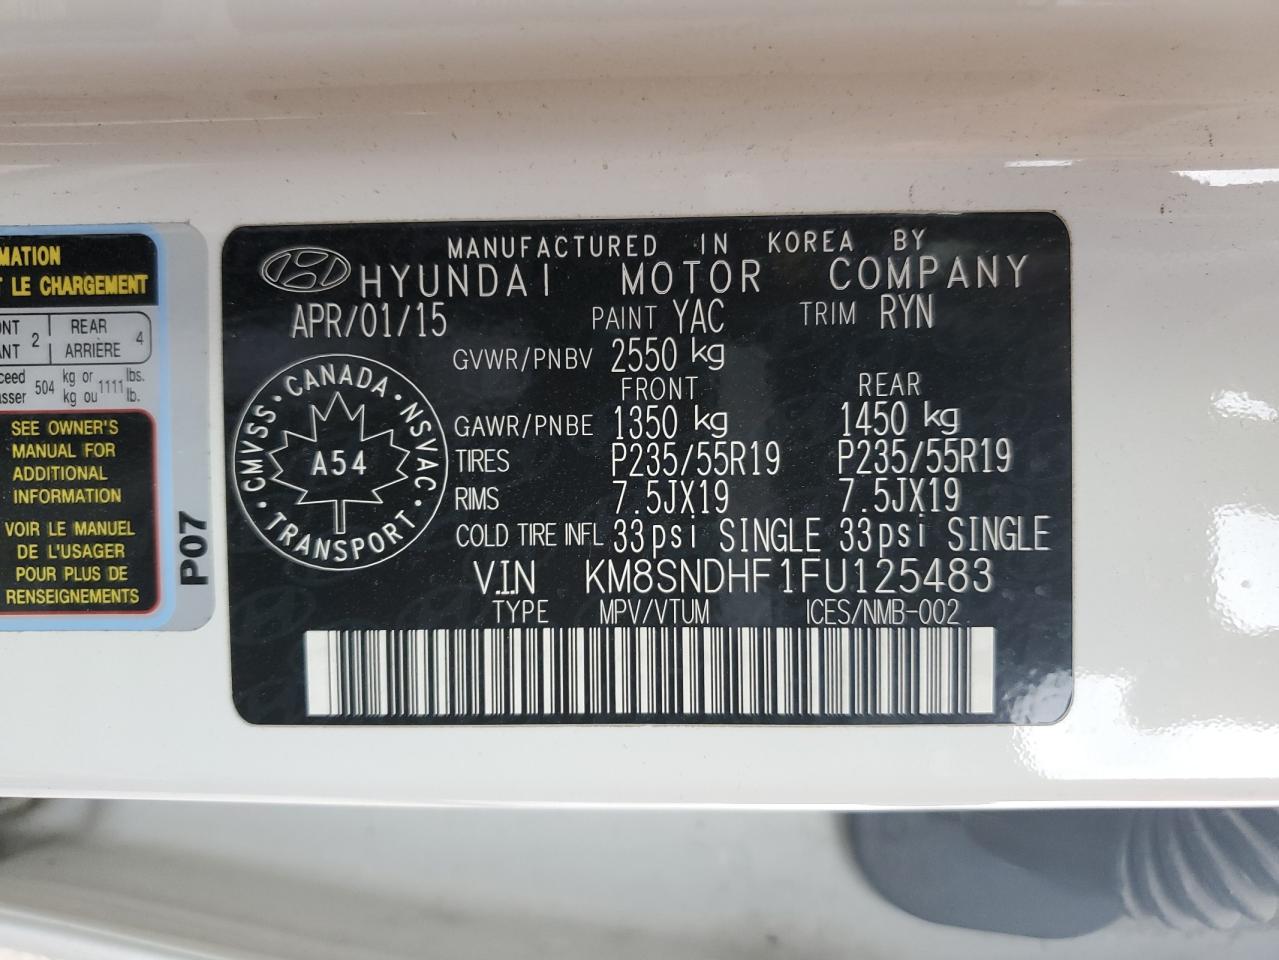 MATION
T LE CHARGEMENT
ONT 2 REAR 4
ANT ARRIÈRE
ceed 504 kg or 1111 lbs.
asser kg ou lb.
SEE OWNER'S
MANUAL FOR
ADDITIONAL
INFORMATION
VOIR LE MANUEL
DE L'USAGER
POUR PLUS DE
RENSEIGNEMENTS
P07
MANUFACTURED IN KOREA BY
HYUNDAI MOTOR COMPANY
APR/01/15 PAINT YAC TRIM RYN
GVWR/PNBV 2550 kg
FRONT REAR
GAWR/PNBE 1350 kg 1450 kg
TIRES P235/55R19 P235/55R19
RIMS 7.5JX19 7.5JX19
COLD TIRE INFL 33psi SINGLE 33psi SINGLE
V.I.N KM8SNDHF1FU125483
TYPE MPV/VTUM ICES/NMB-002
CMVSS · CANADA · NSVAC · TRANSPORT ·
A54